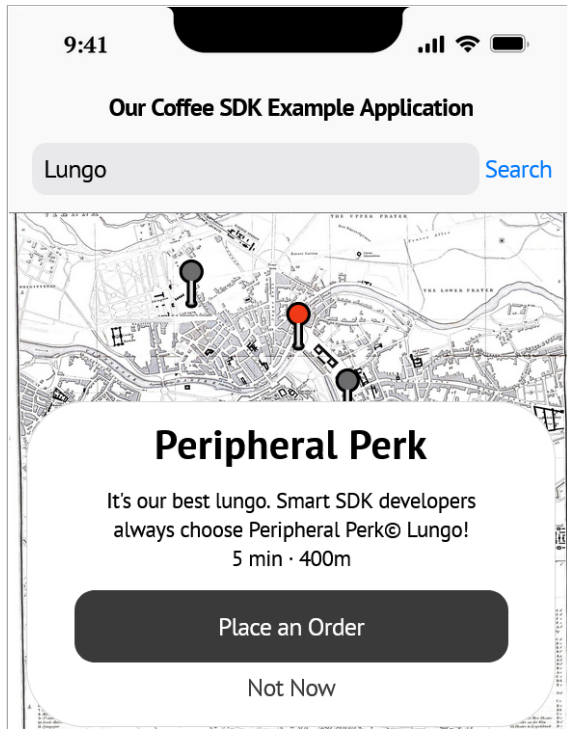 9:41
Our Coffee SDK Example Application
Lungo
Search
THE UPPER PRATER
THE LOWER PRATER
Peripheral Perk
It's our best lungo. Smart SDK developers
always choose Peripheral Perk© Lungo!
5 min · 400m
Place an Order
Not Now